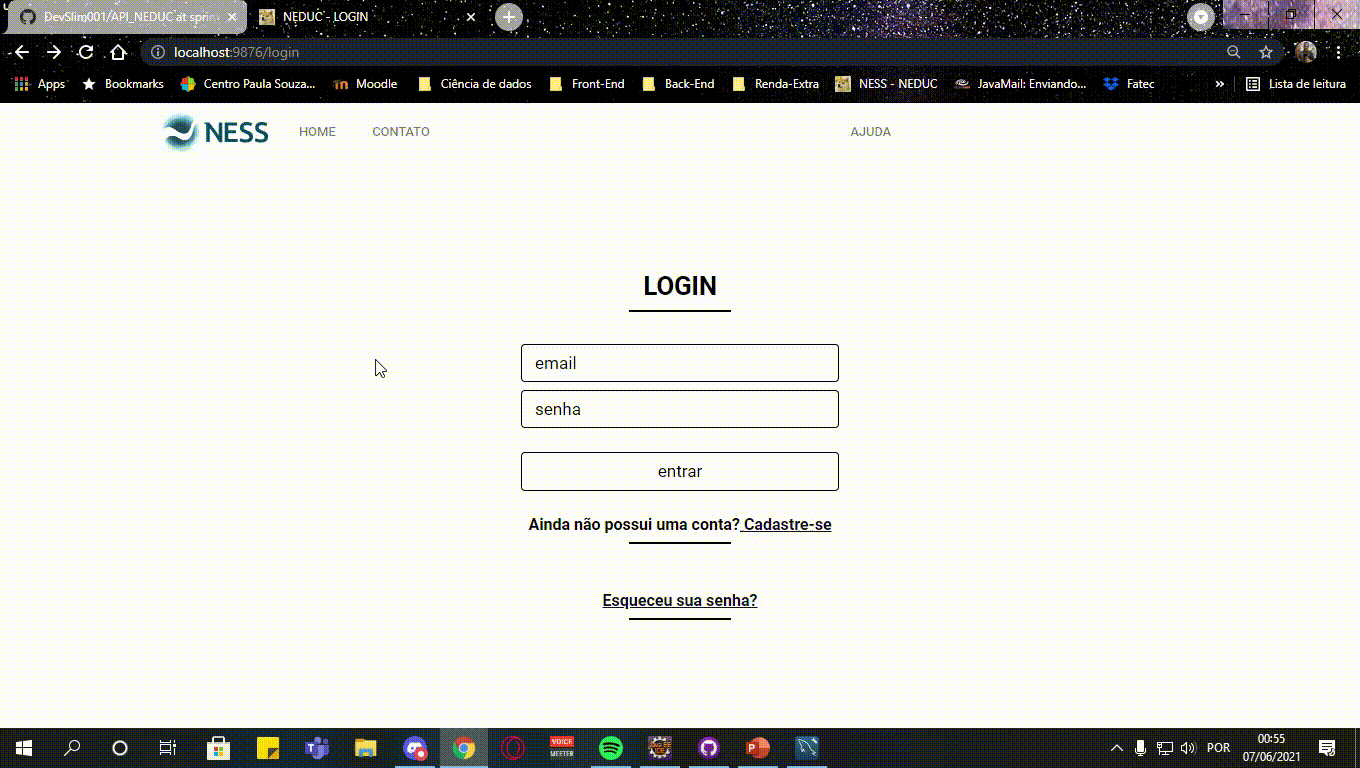 DevSlim001/API_NEDUC at sprin
NEDUC - LOGIN
localhost:9876/login
Apps
Bookmarks
Centro Paula Souza...
Moodle
Ciência de dados
Front-End
Back-End
Renda-Extra
NESS - NEDUC
JavaMail: Enviando...
Fatec
»
Lista de leitura
NESS
HOME
CONTATO
AJUDA
LOGIN
email
senha
entrar
Ainda não possui uma conta? Cadastre-se
Esqueceu sua senha?
VOICE
MEETER
POR
00:55
07/06/2021